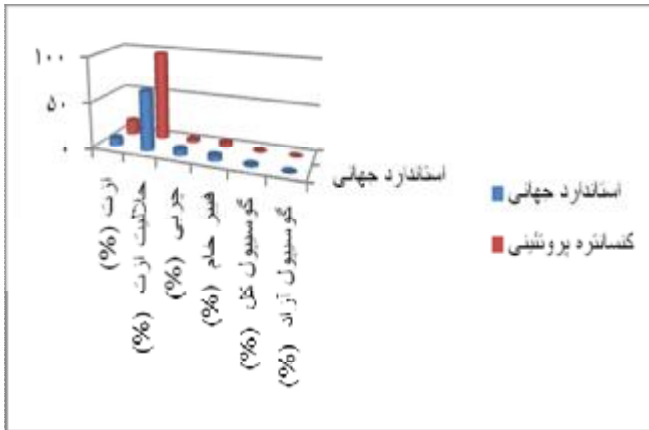 ۱۰۰
۵۰
۰
ازت (%)
حلالیت ازت (%)
چربی (%)
فیبر خام (%)
گوسیپول کل (%)
گوسیپول آزاد (%)
استاندارد جهانی
استاندارد جهانی
کنسانتره پروتئینی